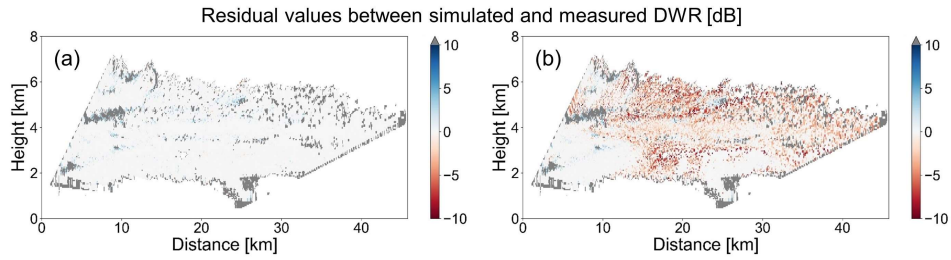 Residual values between simulated and measured DWR [dB]
(a)
Height [km]
8
6
4
2
0
0 10 20 30 40
Distance [km]
10
5
0
−5
−10
(b)
Height [km]
8
6
4
2
0
0 10 20 30 40
Distance [km]
10
5
0
−5
−10